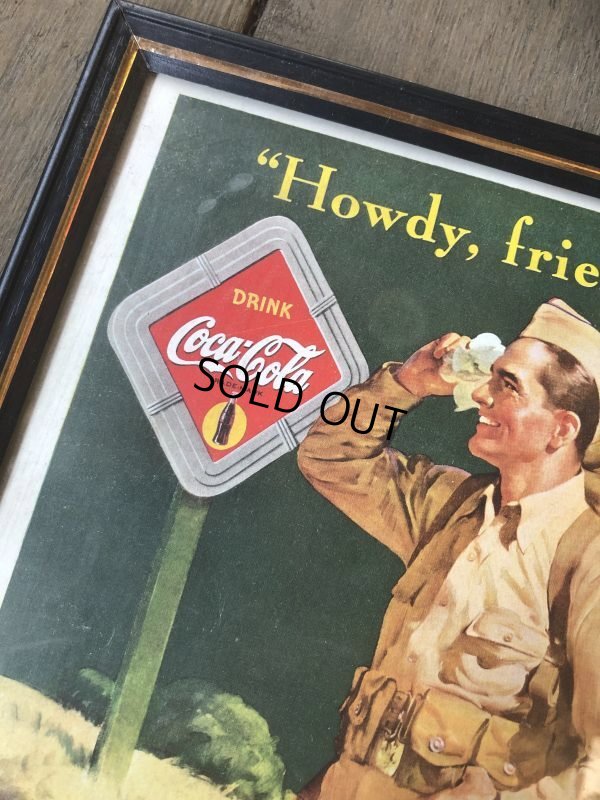 "Howdy, frie
DRINK
Coca-Cola
SOLD OUT